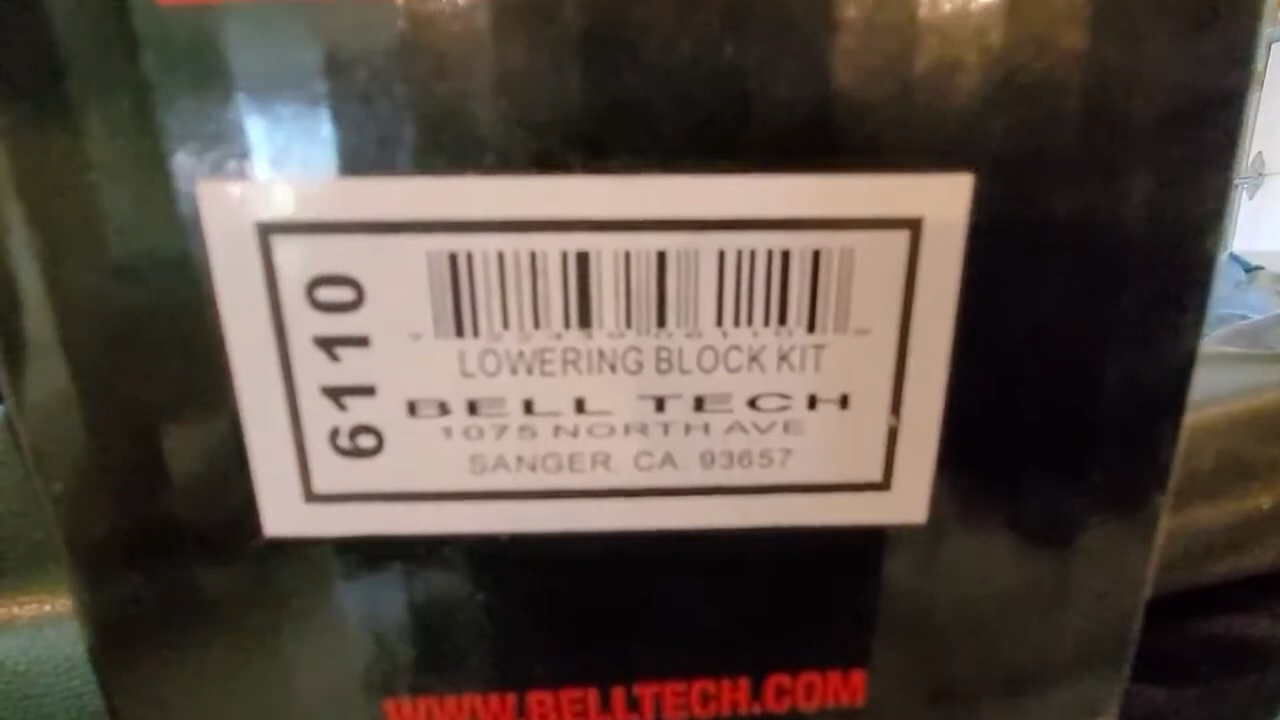 6110
LOWERING BLOCK KIT
BELL TECH
1075 NORTH AVE
SANGER, CA. 93657
WWW.BELLTECH.COM